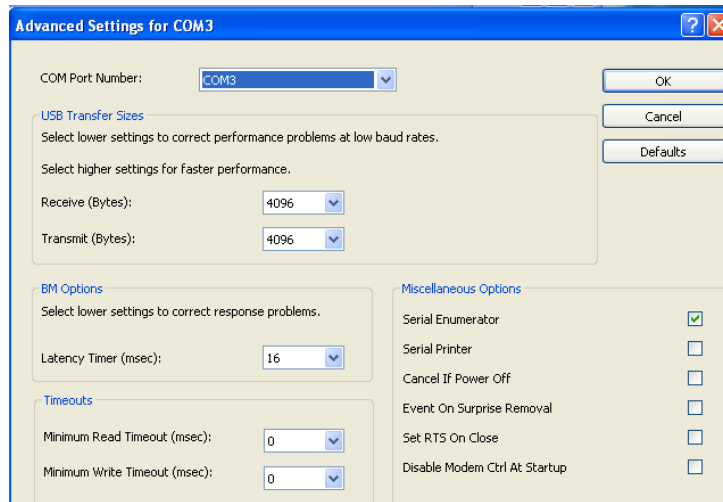 Advanced Settings for COM3
COM Port Number:
COM3
OK
Cancel
Defaults
USB Transfer Sizes
Select lower settings to correct performance problems at low baud rates.
Select higher settings for faster performance.
Receive (Bytes):
4096
Transmit (Bytes):
4096
BM Options
Select lower settings to correct response problems.
Latency Timer (msec):
16
Timeouts
Minimum Read Timeout (msec):
0
Minimum Write Timeout (msec):
0
Miscellaneous Options
Serial Enumerator
Serial Printer
Cancel If Power Off
Event On Surprise Removal
Set RTS On Close
Disable Modem Ctrl At Startup